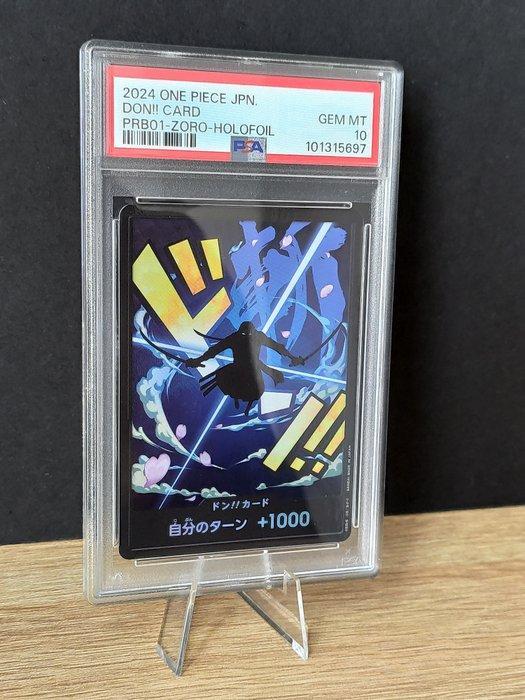 2024 ONE PIECE JPN.
DON!! CARD
GEM MT
PRB01-ZORO-HOLOFOIL
10
PSA
101315697
ド
!!!
ドン!!カード
自分のターン +1000